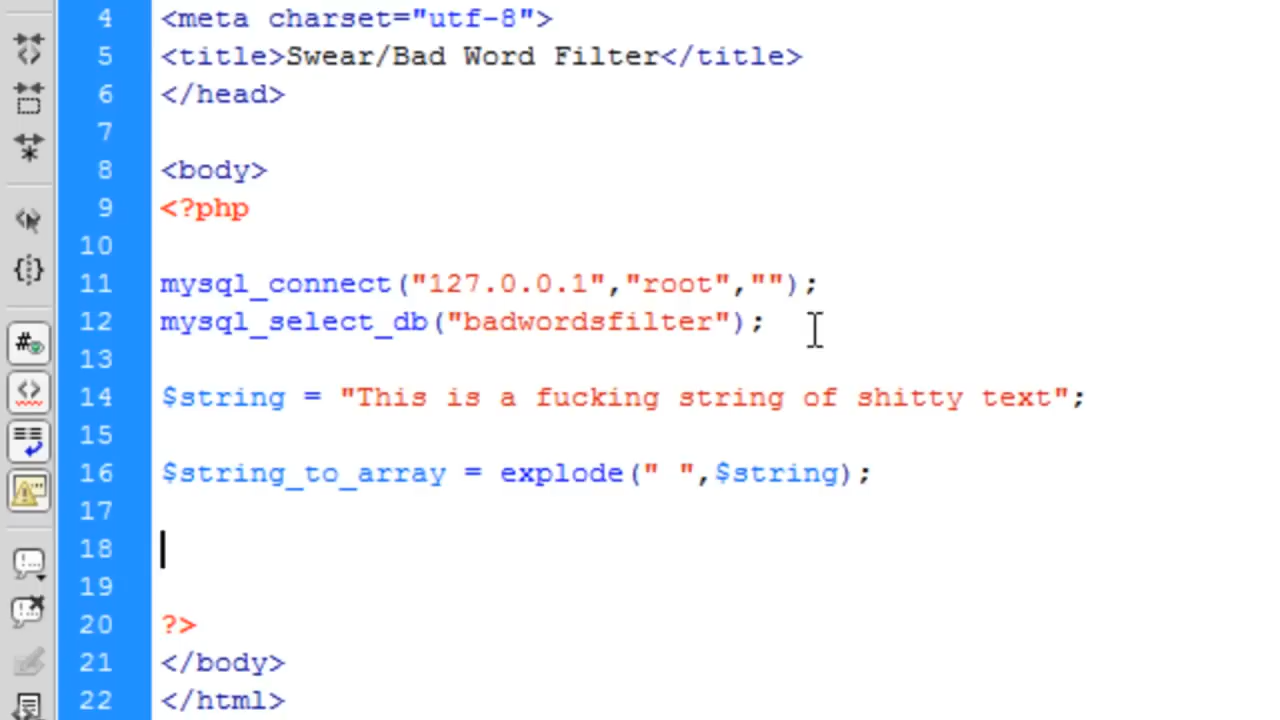 4 <meta charset="utf-8">
5 <title>Swear/Bad Word Filter</title>
6 </head>
7
8 <body>
9 <?php
10
11 mysql_connect("127.0.0.1","root","");
12 mysql_select_db("badwordsfilter");
13
14 $string = "This is a fucking string of shitty text";
15
16 $string_to_array = explode(" ",$string);
17
18
19
20 ?>
21 </body>
22 </html>